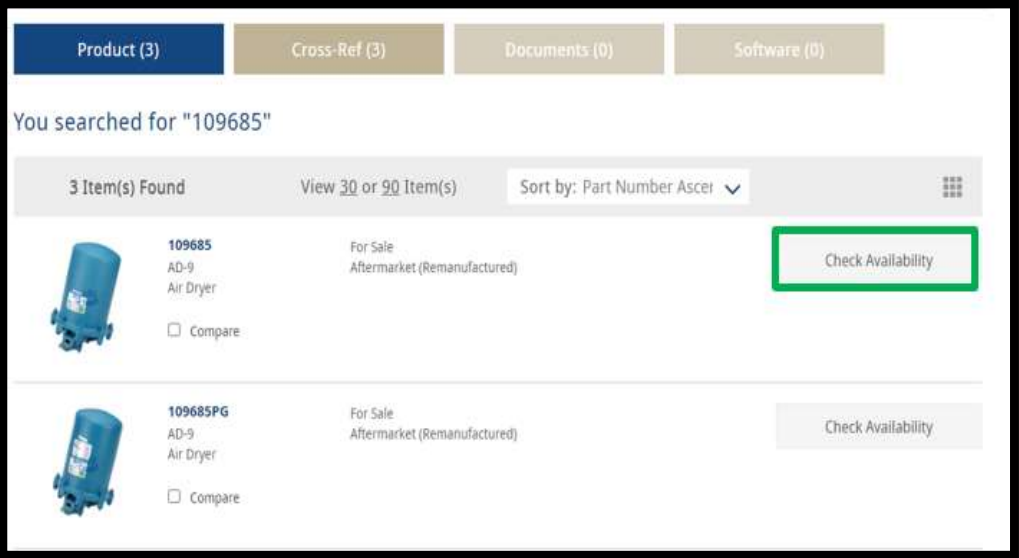 Product (3) Cross-Ref (3) Documents (0) Software (0)
You searched for "109685"
3 Item(s) Found View 30 or 90 Item(s) Sort by: Part Number Ascer
109685 For Sale Check Availability
AD-9 Aftermarket (Remanufactured)
Air Dryer
Compare
109685PG For Sale Check Availability
AD-9 Aftermarket (Remanufactured)
Air Dryer
Compare